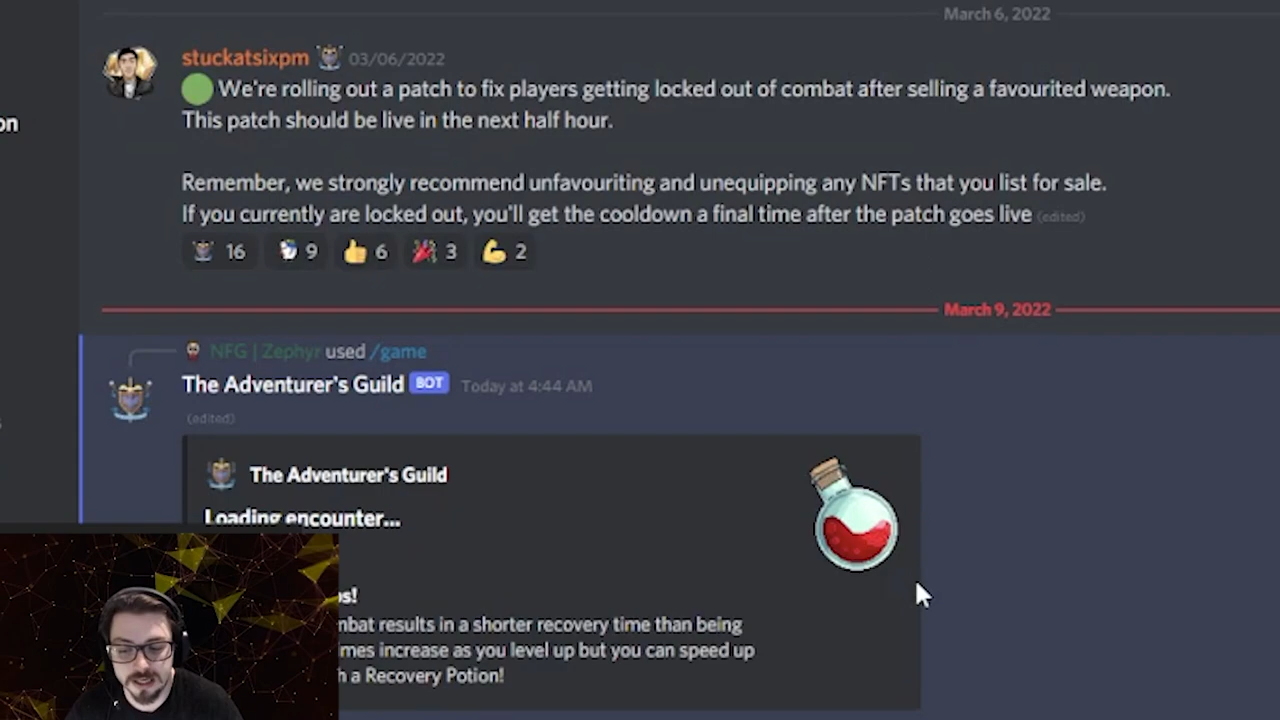 March 6, 2022
stuckatsixpm 03/06/2022
We're rolling out a patch to fix players getting locked out of combat after selling a favourited weapon.
on
This patch should be live in the next half hour.
Remember, we strongly recommend unfavouriting and unequipping any NFTs that you list for sale.
If you currently are locked out, you'll get the cooldown a final time after the patch goes live (edited)
16 9 6 3 2
March 9, 2022
NFG | Zephyr used /game
The Adventurer's Guild BOT Today at 4:44 AM
(edited)
The Adventurer's Guild
Loading encounter...
os!
mbat results in a shorter recovery time than being
mes increase as you level up but you can speed up
h a Recovery Potion!